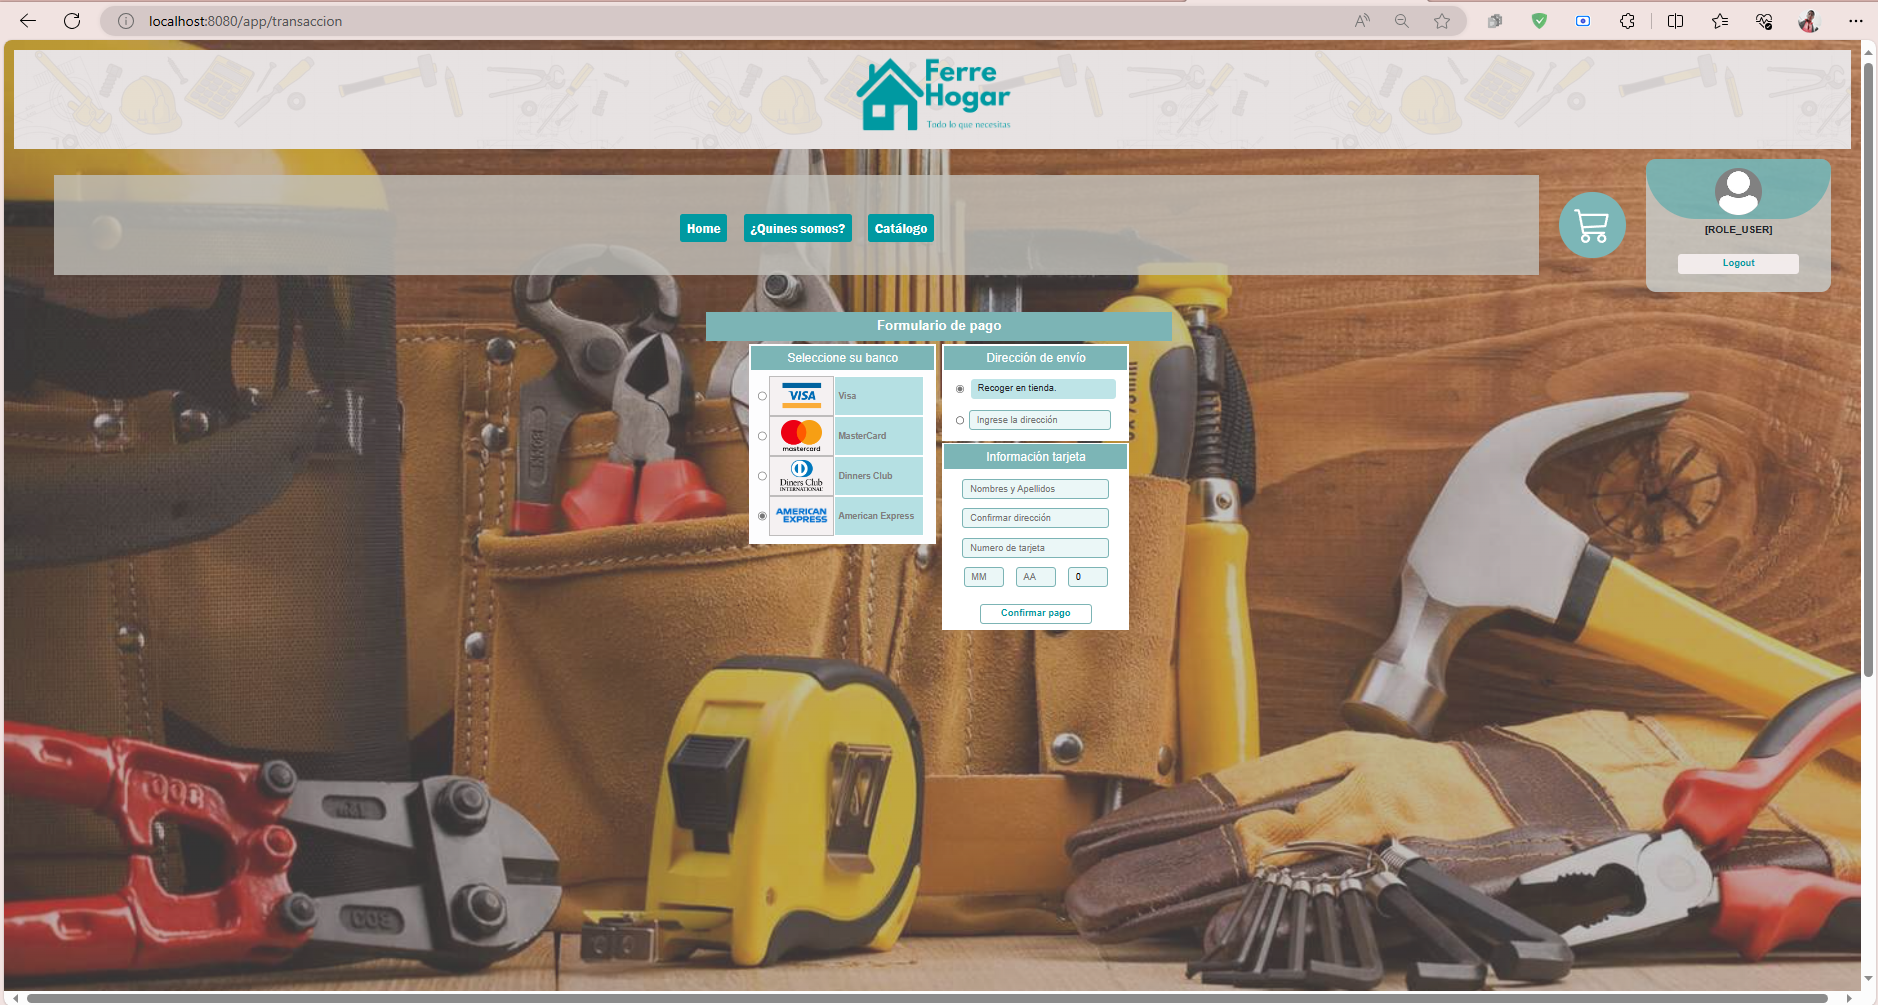 localhost:8080/app/transaccion
Ferre
Hogar
Todo lo que necesitas
Home
¿Quines somos?
Catálogo
[ROLE_USER]
Logout
Formulario de pago
Seleccione su banco
VISA
Visa
mastercard
MasterCard
Diners Club
INTERNATIONAL
Dinners Club
AMERICAN
EXPRESS
American Express
Dirección de envío
Recoger en tienda.
Ingrese la dirección
Información tarjeta
Nombres y Apellidos
Confirmar dirección
Numero de tarjeta
MM
AA
0
Confirmar pago